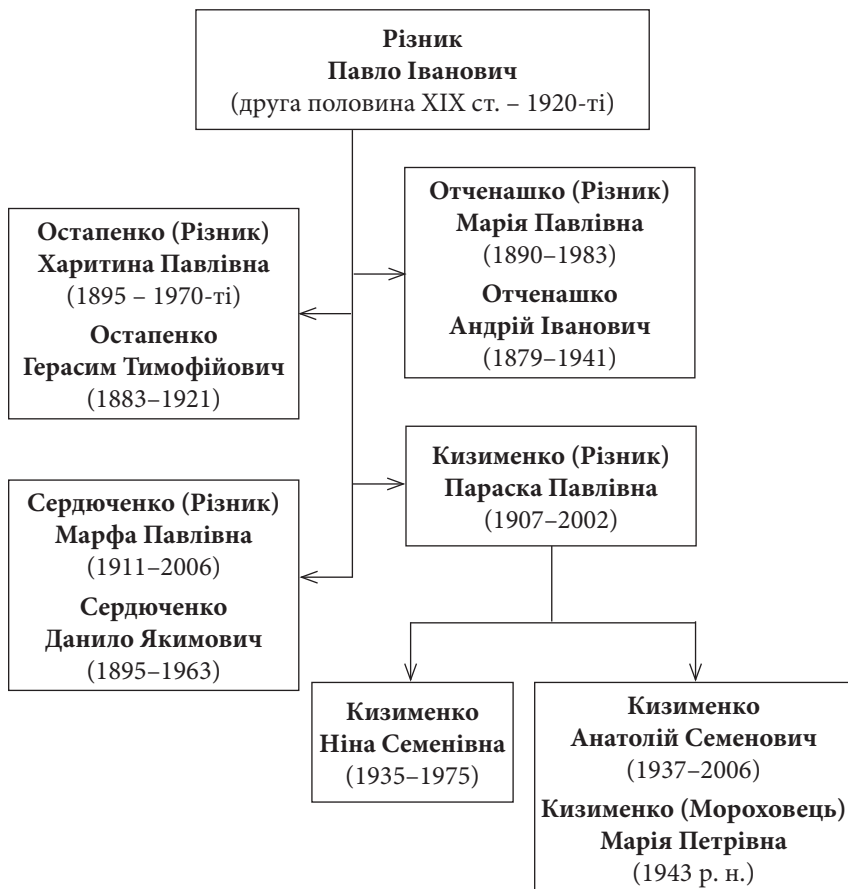 Різник
Павло Іванович
(друга половина XIX ст. – 1920-ті)
Отченашко (Різник)
Марія Павлівна
(1890–1983)
Отченашко
Андрій Іванович
(1879–1941)
Остапенко (Різник)
Харитина Павлівна
(1895 – 1970-ті)
Остапенко
Герасим Тимофійович
(1883–1921)
Кизименко (Різник)
Параска Павлівна
(1907–2002)
Сердюченко (Різник)
Марфа Павлівна
(1911–2006)
Сердюченко
Данило Якимович
(1895–1963)
Кизименко
Ніна Семенівна
(1935–1975)
Кизименко
Анатолій Семенович
(1937–2006)
Кизименко (Мороховець)
Марія Петрівна
(1943 р. н.)